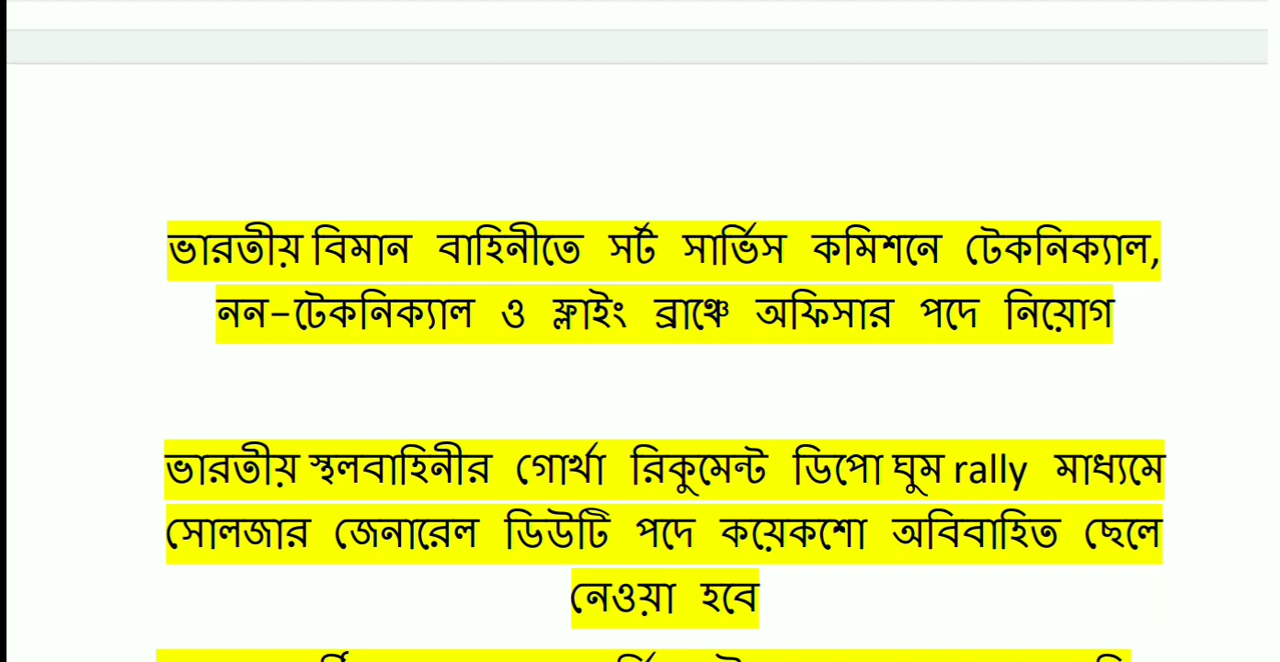 ভারতীয় বিমান বাহিনীতে সর্ট সার্ভিস কমিশনে টেকনিক্যাল,
নন-টেকনিক্যাল ও ফ্লাইং ব্রাঞ্চে অফিসার পদে নিয়োগ
ভারতীয় স্থলবাহিনীর গোর্খা রিকুমেন্ট ডিপো ঘুম rally মাধ্যমে
সোলজার জেনারেল ডিউটি পদে কয়েকশো অবিবাহিত ছেলে
নেওয়া হবে